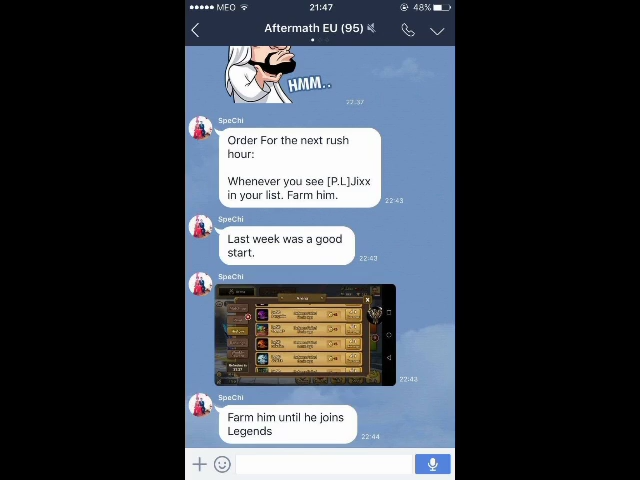 MEO
21:47
48%
Aftermath EU (95)
HMM..
22:37
SpeChi
Order For the next rush
hour:
Whenever you see [P.L]Jixx
in your list. Farm him.
22:43
SpeChi
Last week was a good
start.
22:43
SpeChi
22:43
SpeChi
Farm him until he joins
Legends
22:44